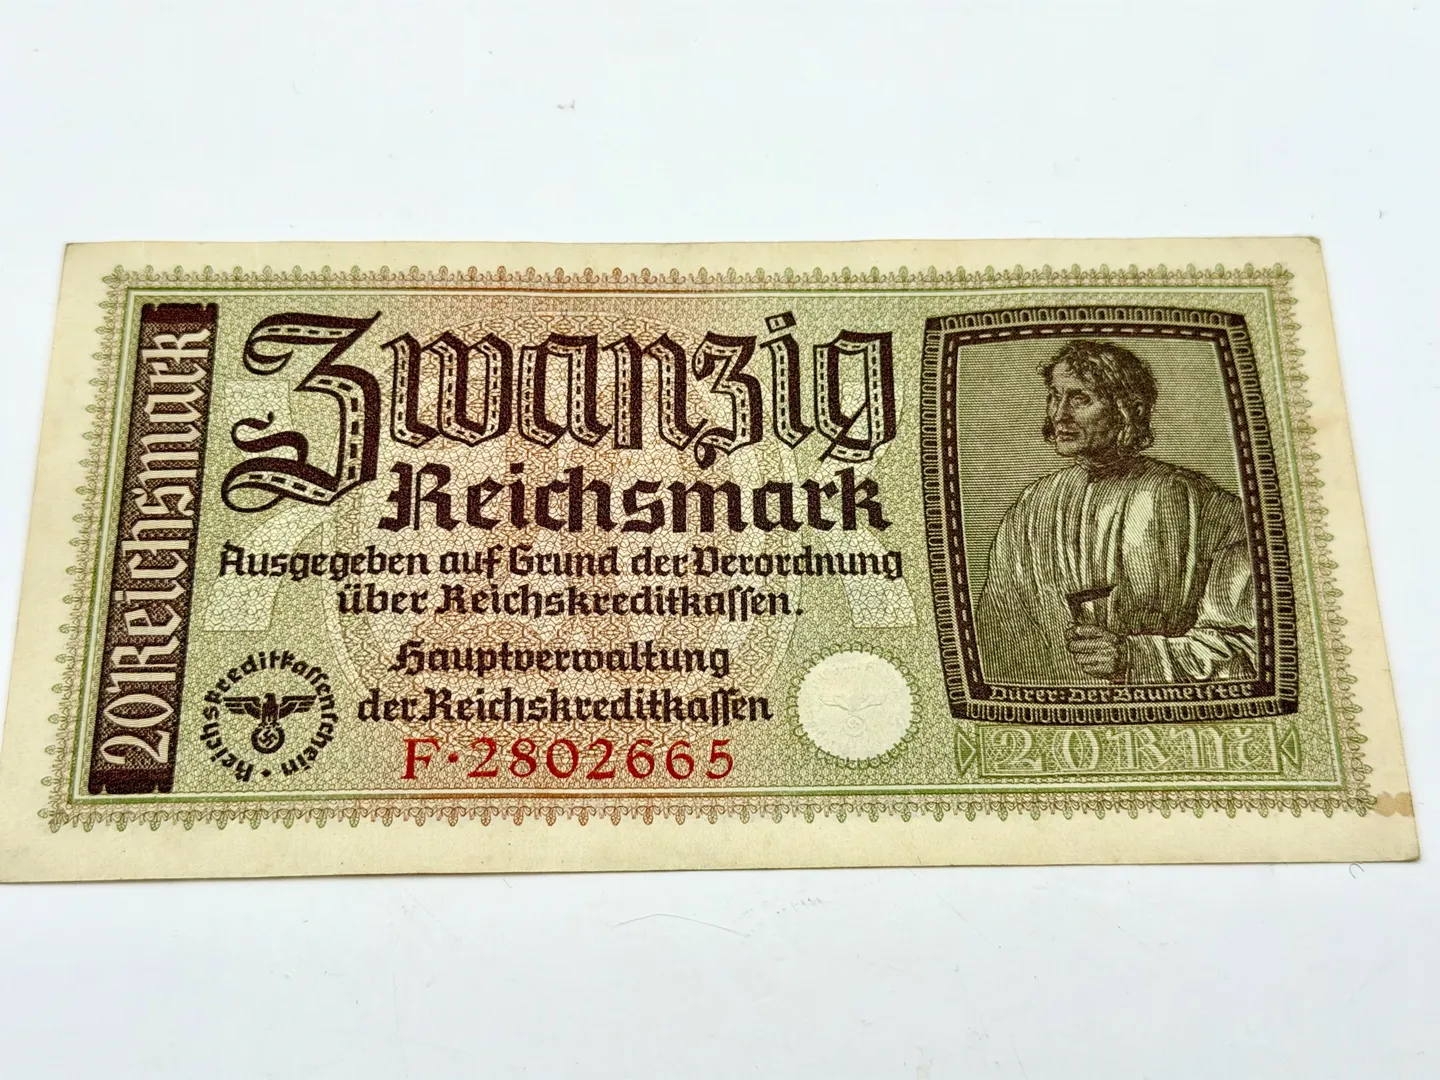 20 Reichsmark
Zwanzig
Reichsmark
Ausgegeben auf Grund der Verordnung
über Reichskreditkassen.
Hauptverwaltung
der Reichskreditkassen
F·2802665
Reichskreditkassenschein
Dürer: Der Baumeister
20 RMk